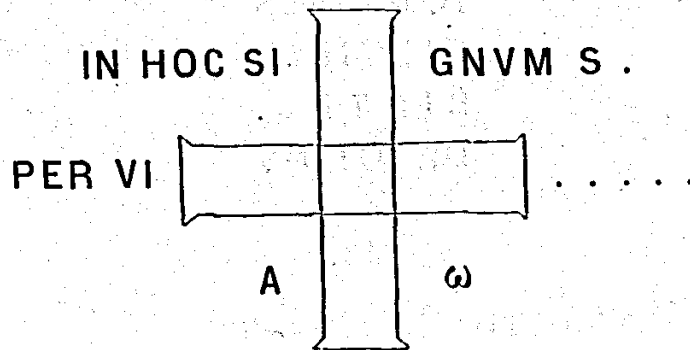 IN HOC SI GNVM S .
PER VI . . . . .
A ω